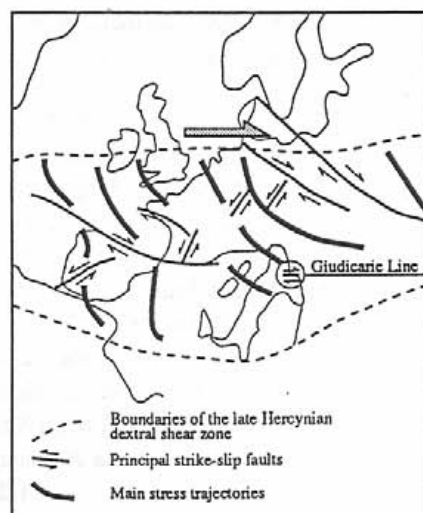 Giudicarie Line
Boundaries of the late Hercynian
dextral shear zone
Principal strike-slip faults
Main stress trajectories